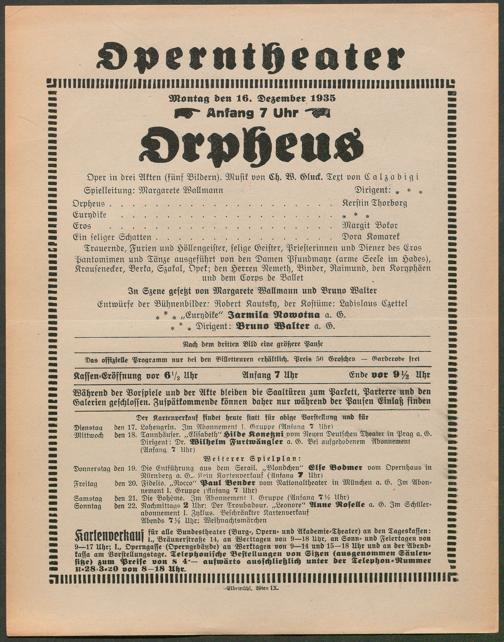 Operntheater
Montag den 16. Dezember 1935
Anfang 7 Uhr
Orpheus
Oper in drei Akten (fünf Bildern). Musik von Ch. W. Gluck. Text von Calzabigi
Spielleitung: Margarete Wallmann Dirigent: * * *
Orpheus . . . . . . . . . . . . . . . . Kerstin Thorborg
Eurydike . . . . . . . . . . . . . . . . * * *
Eros . . . . . . . . . . . . . . . . Margit Bokor
Ein seliger Schatten . . . . . . . . . . . . . . . . Dora Komarek
Trauernde, Furien und Höllengeister, selige Geister, Priesterinnen und Diener des Eros
Pantomimen und Tänze ausgeführt von den Damen Pfundmayr (arme Seele im Hades),
Krausenecker, Berka, Szakal, Opek; den Herren Nemeth, Binder, Raimund, den Koryphäen
und dem Corps de Ballet
In Szene gesetzt von Margarete Wallmann und Bruno Walter
Entwürfe der Bühnenbilder: Robert Kautsky, der Kostüme: Ladislaus Czettel
* * * „Eurydike“ Jarmila Novotna a. G.
* * * Dirigent: Bruno Walter a. G.
Nach dem dritten Bild eine größere Pause
Das offizielle Programm nur bei den Billetteuren erhältlich. Preis 50 Groschen — Garderobe frei
Kassen-Eröffnung vor 6½ Uhr Anfang 7 Uhr Ende vor 9½ Uhr
Während der Vorspiele und der Akte bleiben die Saaltüren zum Parkett, Parterre und den
Galerien geschlossen. Zuspätkommende können daher nur während der Pausen Einlaß finden
Der Kartenverkauf findet heute statt für obige Vorstellung und für
Dienstag den 17. Lohengrin. Im Abonnement I. Gruppe (Anfang 7 Uhr)
Mittwoch den 18. Tannhäuser. „Elisabeth“ Hilde Konetzni vom Neuen Deutschen Theater in Prag a. G.
Dirigent: Dr. Wilhelm Furtwängler a. G. Bei aufgehobenem Abonnement
(Anfang 7 Uhr)
Weiterer Spielplan:
Donnerstag den 19. Die Entführung aus dem Serail. „Blondchen“ Else Bodmer vom Opernhaus in
Nürnberg a. G. Kein Kartenverkauf (Anfang 7 Uhr)
Freitag den 20. Fidelio. „Rocco“ Paul Bender vom Nationaltheater in München a. G. Im Abon-
nement I. Gruppe (Anfang 7 Uhr)
Samstag den 21. Die Bohème. Im Abonnement I. Gruppe (Anfang 7½ Uhr)
Sonntag den 22. Nachmittags 2 Uhr: Der Troubadour. „Leonore“ Anne Roselle a. G. Im Schüler-
abonnement I. Zyklus. Beschränkter Kartenverkauf
Abends 7½ Uhr: Weihnachtsmärchen
Kartenverkauf für alle Bundestheater (Burg-, Opern- und Akademie-Theater) an den Tageskassen:
I., Bräunerstraße 14, an Werktagen von 9—18 Uhr, an Sonn- und Feiertagen von
9—17 Uhr; I., Operngasse (Operngebäude) an Werktagen von 9—14 und 15—18 Uhr und an der Abend-
kassa am Vorstellungstage. Telephonische Bestellungen von Sitzen (ausgenommen Säulen-
sitze) zum Preise von S 4·— aufwärts ausschließlich unter der Telephon-Nummer
R-28-3-20 von 8—18 Uhr.
Elbemühl, Wien IX.